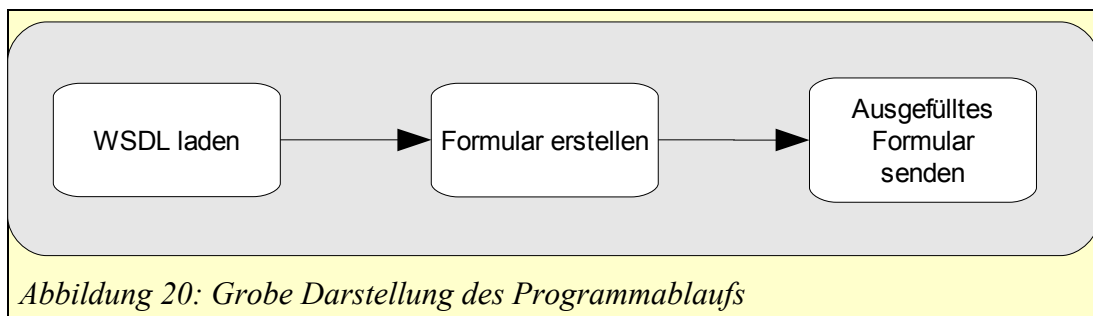 WSDL laden
Formular erstellen
Ausgefülltes
Formular
senden
Abbildung 20: Grobe Darstellung des Programmablaufs